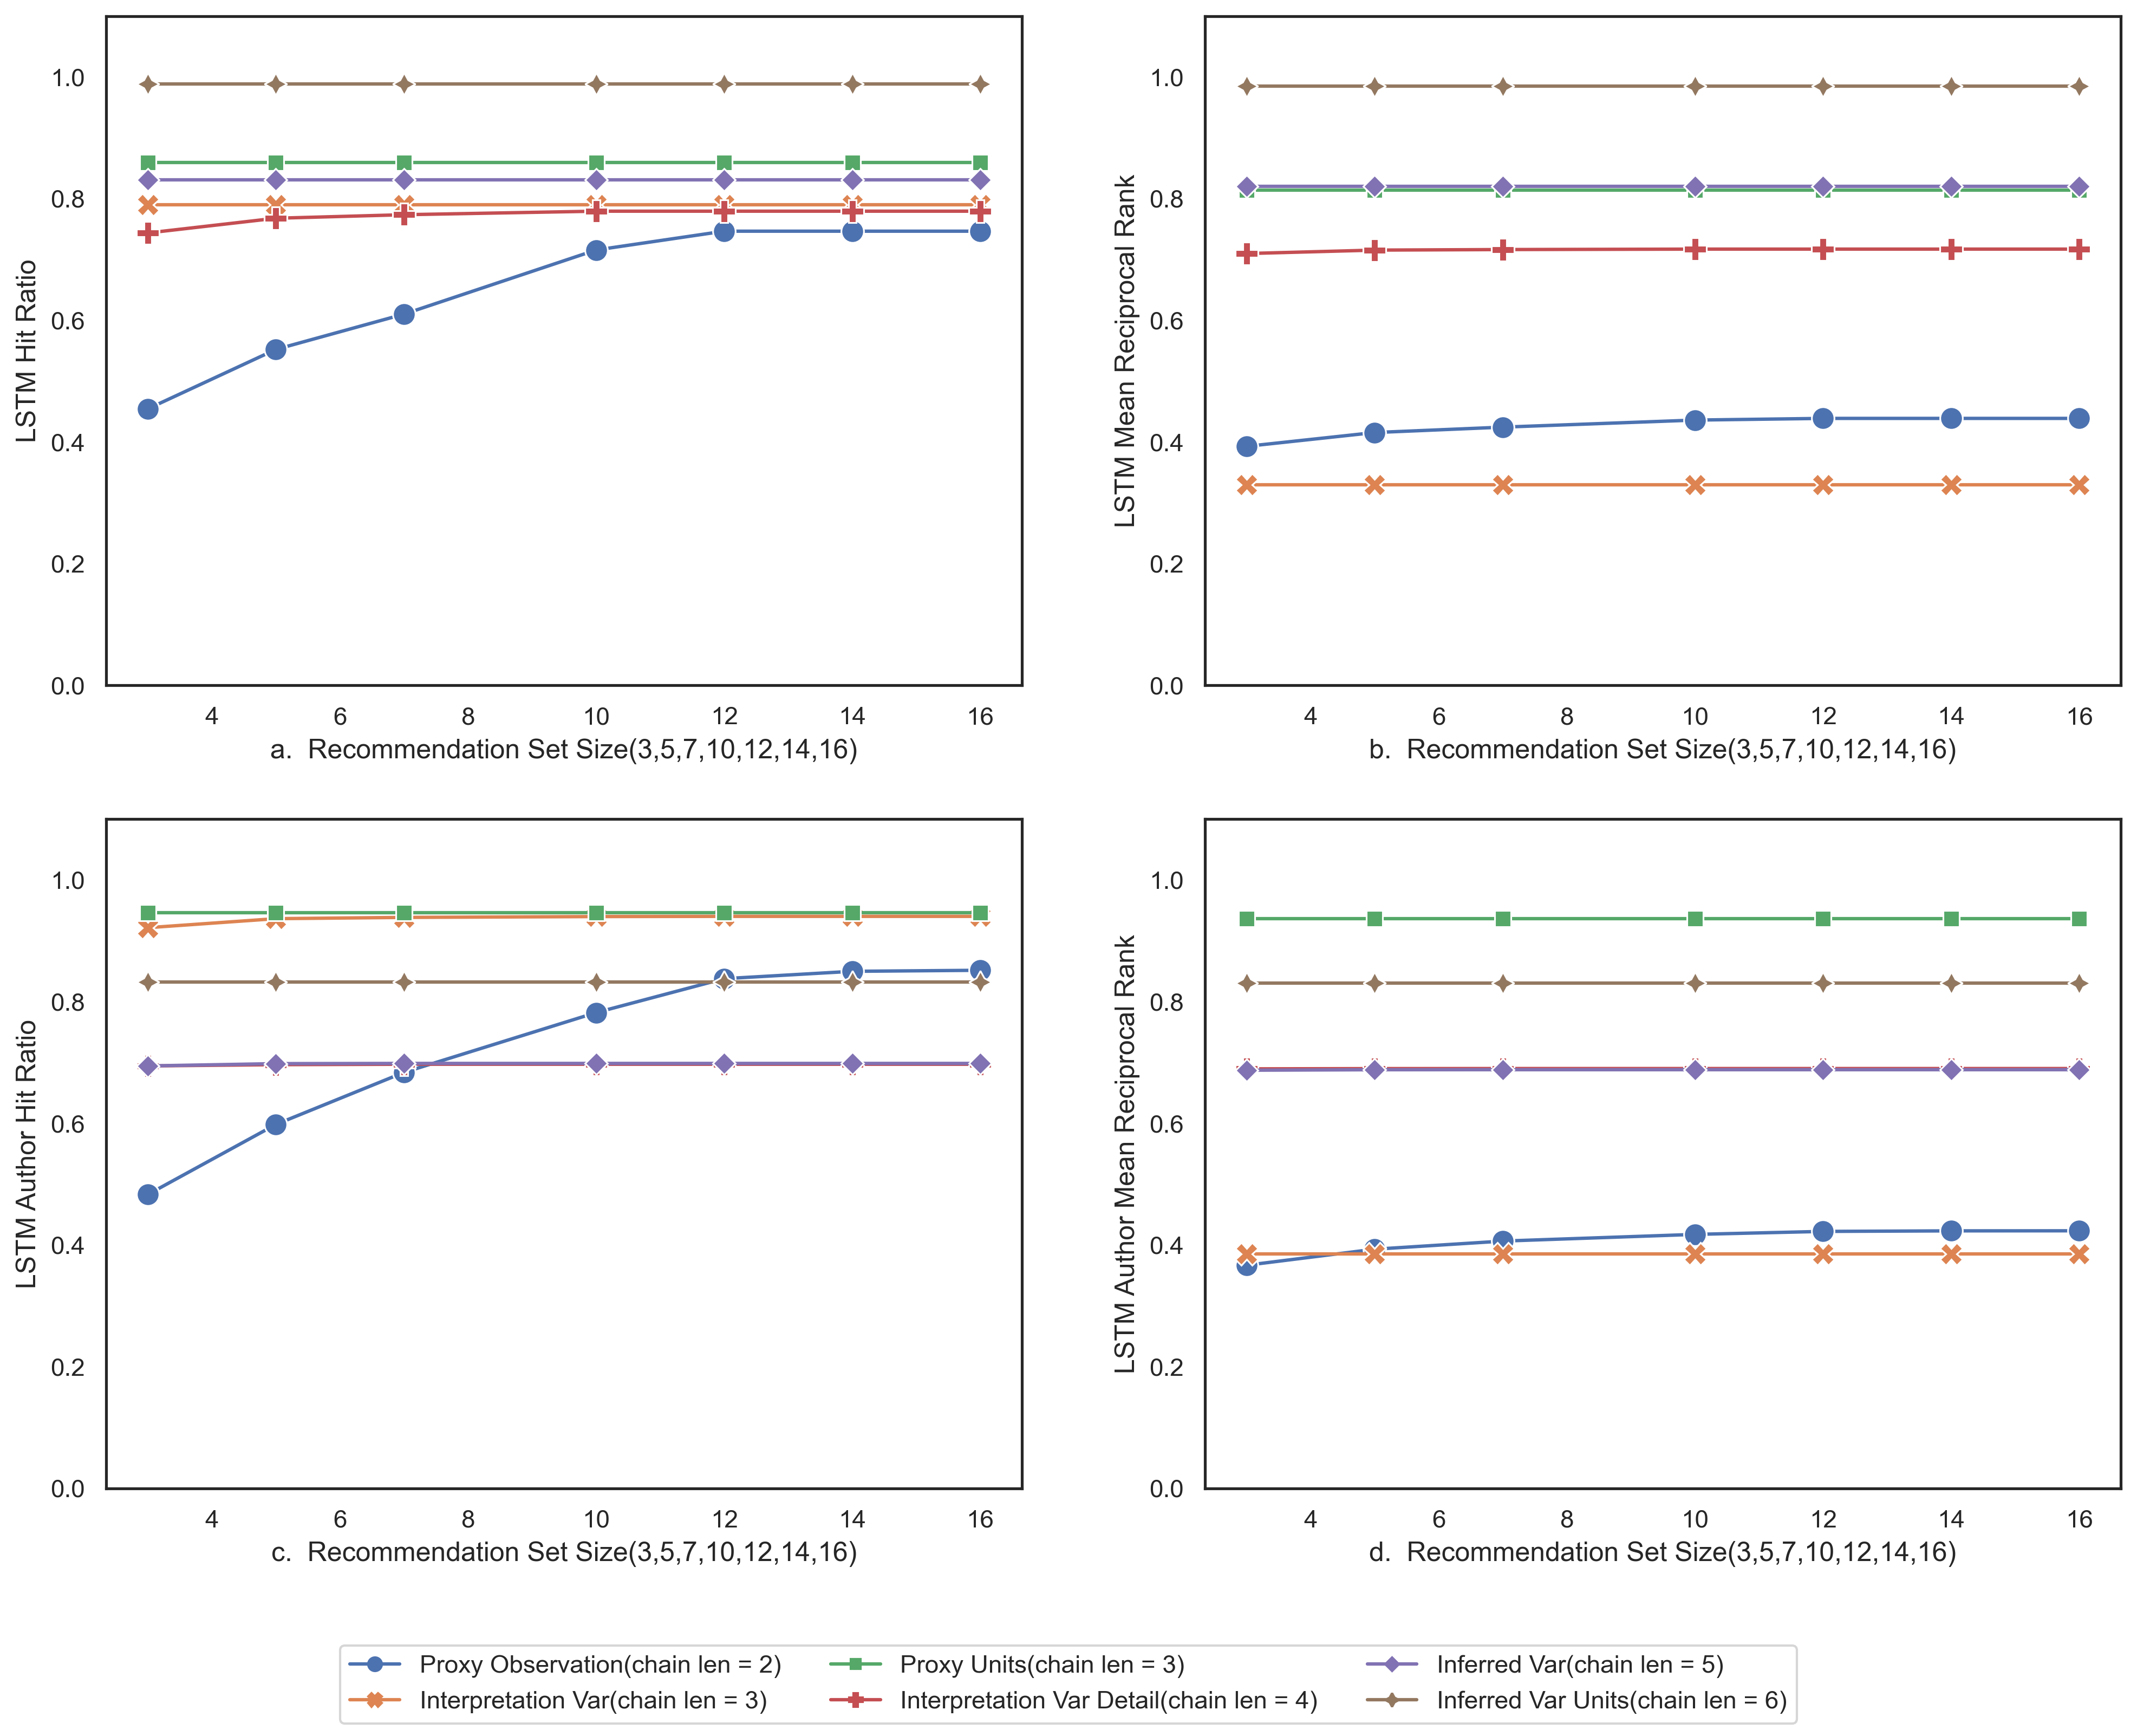 LSTM Hit Ratio
1.0
0.8
0.6
0.4
0.2
0.0
4 6 8 10 12 14 16
a.  Recommendation Set Size(3,5,7,10,12,14,16)
LSTM Mean Reciprocal Rank
1.0
0.8
0.6
0.4
0.2
0.0
4 6 8 10 12 14 16
b.  Recommendation Set Size(3,5,7,10,12,14,16)
LSTM Author Hit Ratio
1.0
0.8
0.6
0.4
0.2
0.0
4 6 8 10 12 14 16
c.  Recommendation Set Size(3,5,7,10,12,14,16)
LSTM Author Mean Reciprocal Rank
1.0
0.8
0.6
0.4
0.2
0.0
4 6 8 10 12 14 16
d.  Recommendation Set Size(3,5,7,10,12,14,16)
Proxy Observation(chain len = 2)
Interpretation Var(chain len = 3)
Proxy Units(chain len = 3)
Interpretation Var Detail(chain len = 4)
Inferred Var(chain len = 5)
Inferred Var Units(chain len = 6)